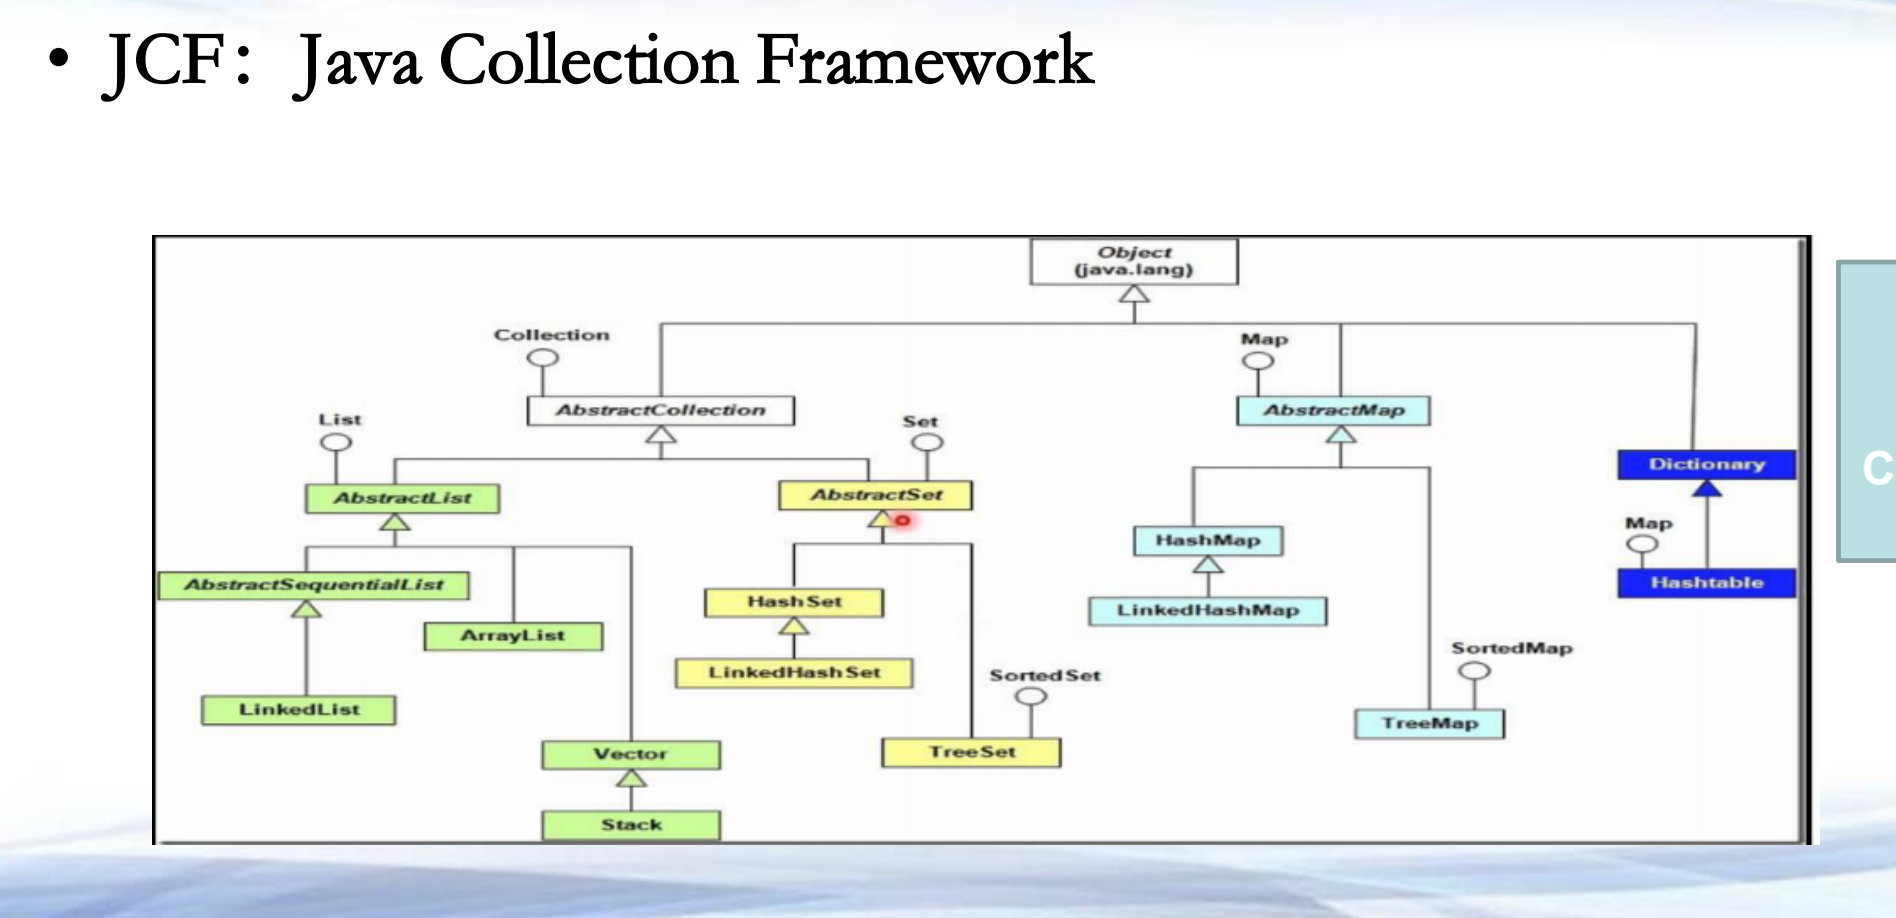 • JCF：Java Collection Framework
Object
(java.lang)
Collection
Map
AbstractCollection
AbstractMap
List
Set
Dictionary
AbstractList
AbstractSet
Map
HashMap
Hashtable
AbstractSequentialList
HashSet
LinkedHashMap
ArrayList
SortedMap
LinkedHashSet
SortedSet
LinkedList
TreeMap
Vector
TreeSet
Stack
C